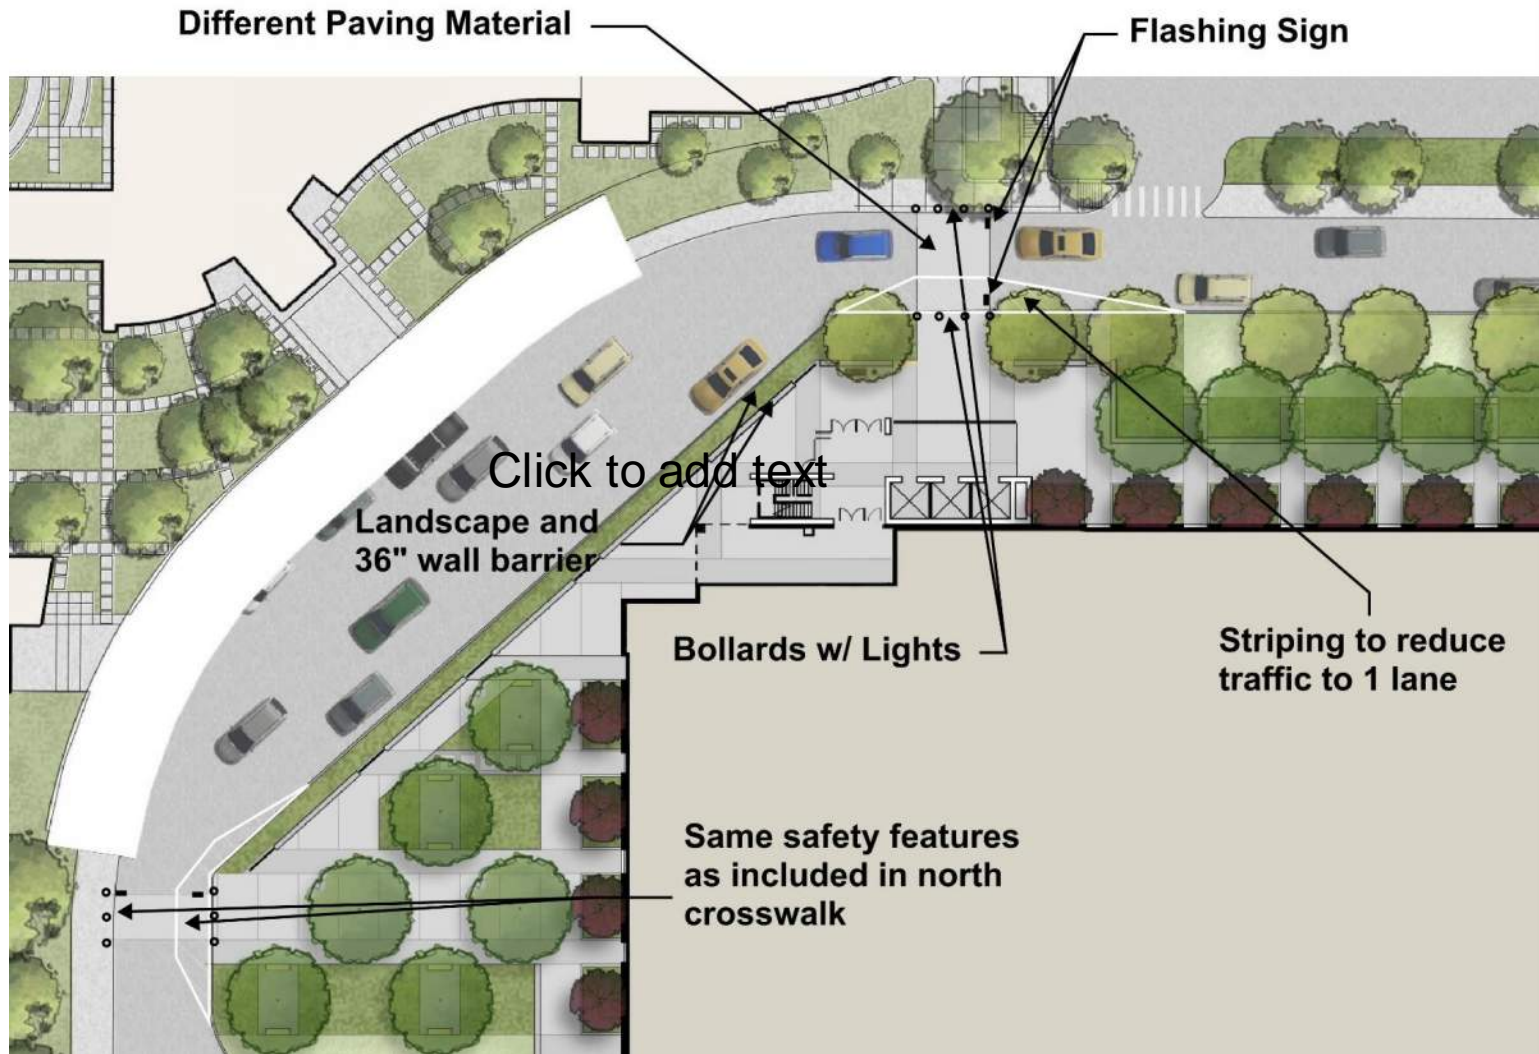 Different Paving Material
Flashing Sign
Click to add text
Landscape and
36" wall barrier
Bollards w/ Lights
Striping to reduce
traffic to 1 lane
Same safety features
as included in north
crosswalk